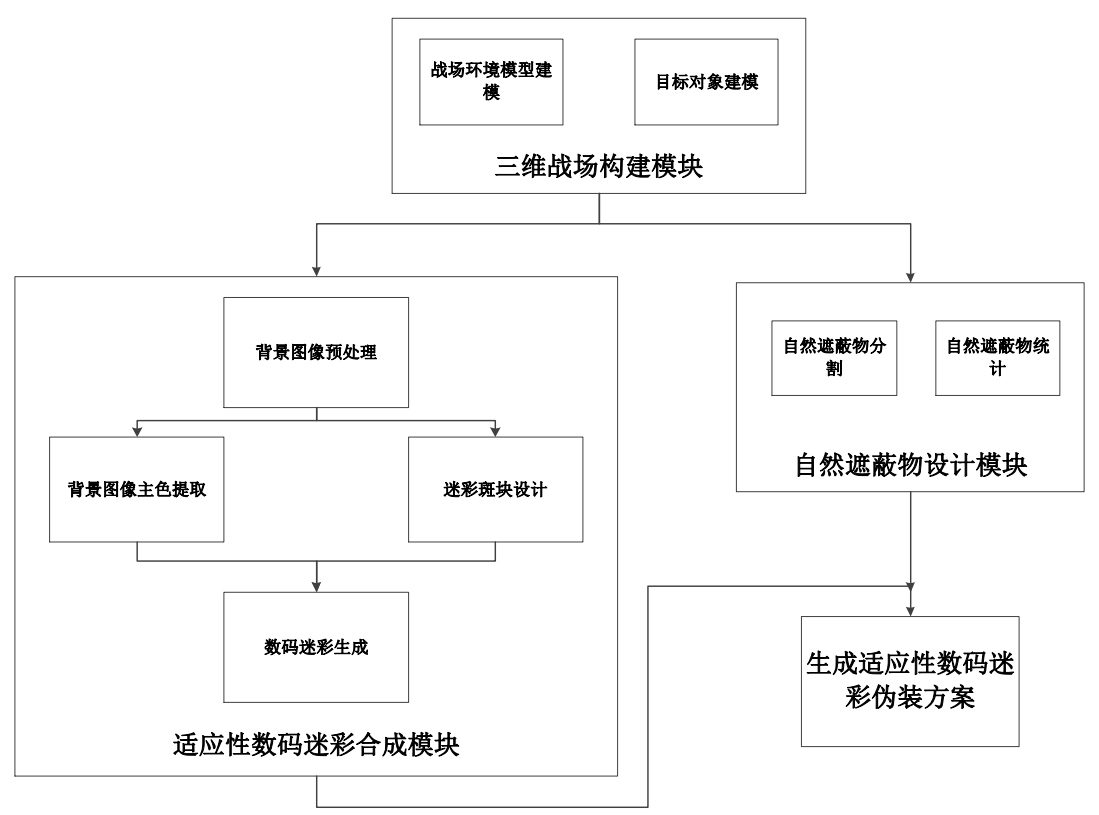 战场环境模型建
模
目标对象建模
三维战场构建模块
背景图像预处理
背景图像主色提取
迷彩斑块设计
数码迷彩生成
适应性数码迷彩合成模块
自然遮蔽物分
割
自然遮蔽物统
计
自然遮蔽物设计模块
生成适应性数码迷
彩伪装方案